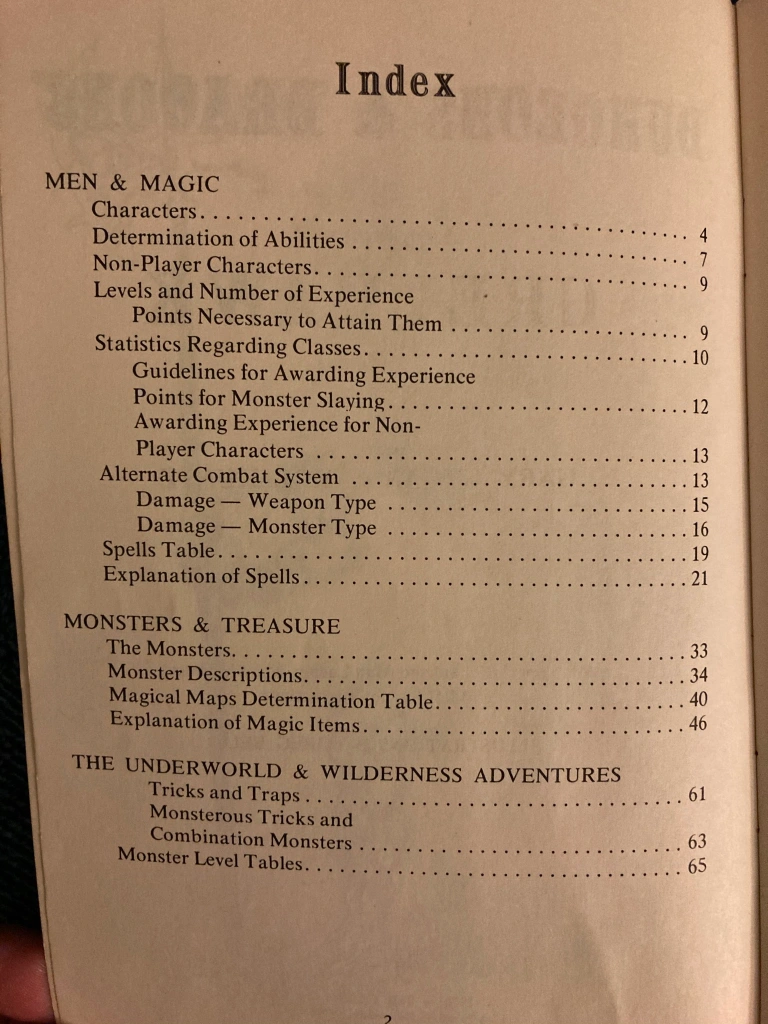 Index
MEN & MAGIC
Characters. . . . . . . . . . . . . . . . . . . . . . . . . . . . . . . . . . . . . . . . 4
Determination of Abilities . . . . . . . . . . . . . . . . . . . . . . . . . . . . 7
Non-Player Characters. . . . . . . . . . . . . . . . . . . . . . . . . . . . . . . 9
Levels and Number of Experience
Points Necessary to Attain Them . . . . . . . . . . . . . . . . . . . . 9
Statistics Regarding Classes. . . . . . . . . . . . . . . . . . . . . . . . . . . 10
Guidelines for Awarding Experience
Points for Monster Slaying. . . . . . . . . . . . . . . . . . . . . . . . . 12
Awarding Experience for Non-
Player Characters . . . . . . . . . . . . . . . . . . . . . . . . . . . . . . . 13
Alternate Combat System . . . . . . . . . . . . . . . . . . . . . . . . . . . . 13
Damage — Weapon Type . . . . . . . . . . . . . . . . . . . . . . . . . 15
Damage — Monster Type . . . . . . . . . . . . . . . . . . . . . . . . . 16
Spells Table. . . . . . . . . . . . . . . . . . . . . . . . . . . . . . . . . . . . . . . 19
Explanation of Spells. . . . . . . . . . . . . . . . . . . . . . . . . . . . . . . . 21
MONSTERS & TREASURE
The Monsters. . . . . . . . . . . . . . . . . . . . . . . . . . . . . . . . . . . . . . 33
Monster Descriptions. . . . . . . . . . . . . . . . . . . . . . . . . . . . . . . . 34
Magical Maps Determination Table. . . . . . . . . . . . . . . . . . . . . 40
Explanation of Magic Items. . . . . . . . . . . . . . . . . . . . . . . . . . . 46
THE UNDERWORLD & WILDERNESS ADVENTURES
Tricks and Traps . . . . . . . . . . . . . . . . . . . . . . . . . . . . . . . . 61
Monsterous Tricks and
Combination Monsters . . . . . . . . . . . . . . . . . . . . . . . . . . . 63
Monster Level Tables. . . . . . . . . . . . . . . . . . . . . . . . . . . . . . . . 65
2